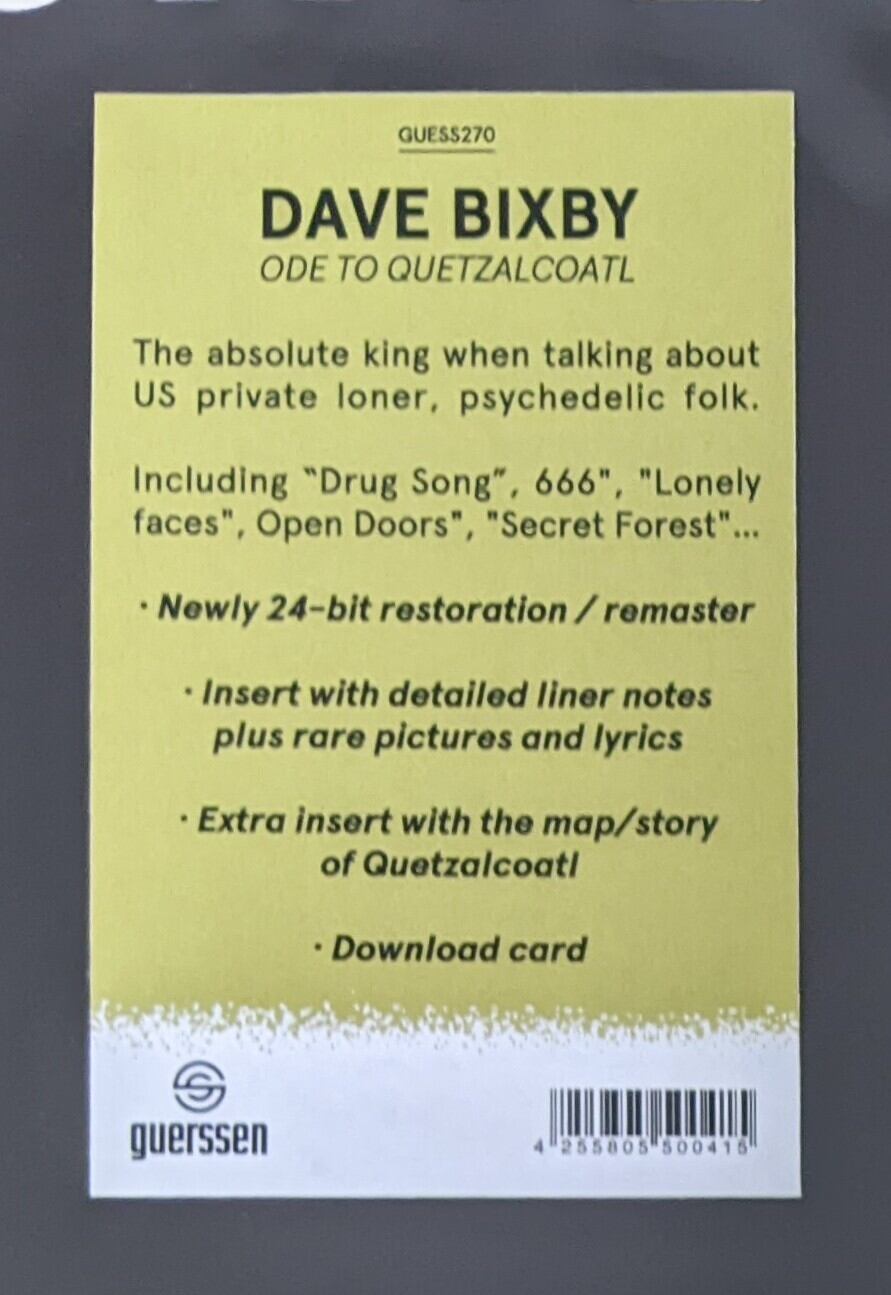 GUESS270
DAVE BIXBY
ODE TO QUETZALCOATL
The absolute king when talking about
US private loner, psychedelic folk.
Including “Drug Song”, 666", "Lonely
faces", Open Doors", "Secret Forest"...
· Newly 24-bit restoration / remaster
· Insert with detailed liner notes
plus rare pictures and lyrics
· Extra insert with the map/story
of Quetzalcoatl
· Download card
guerssen
4 255805 500415